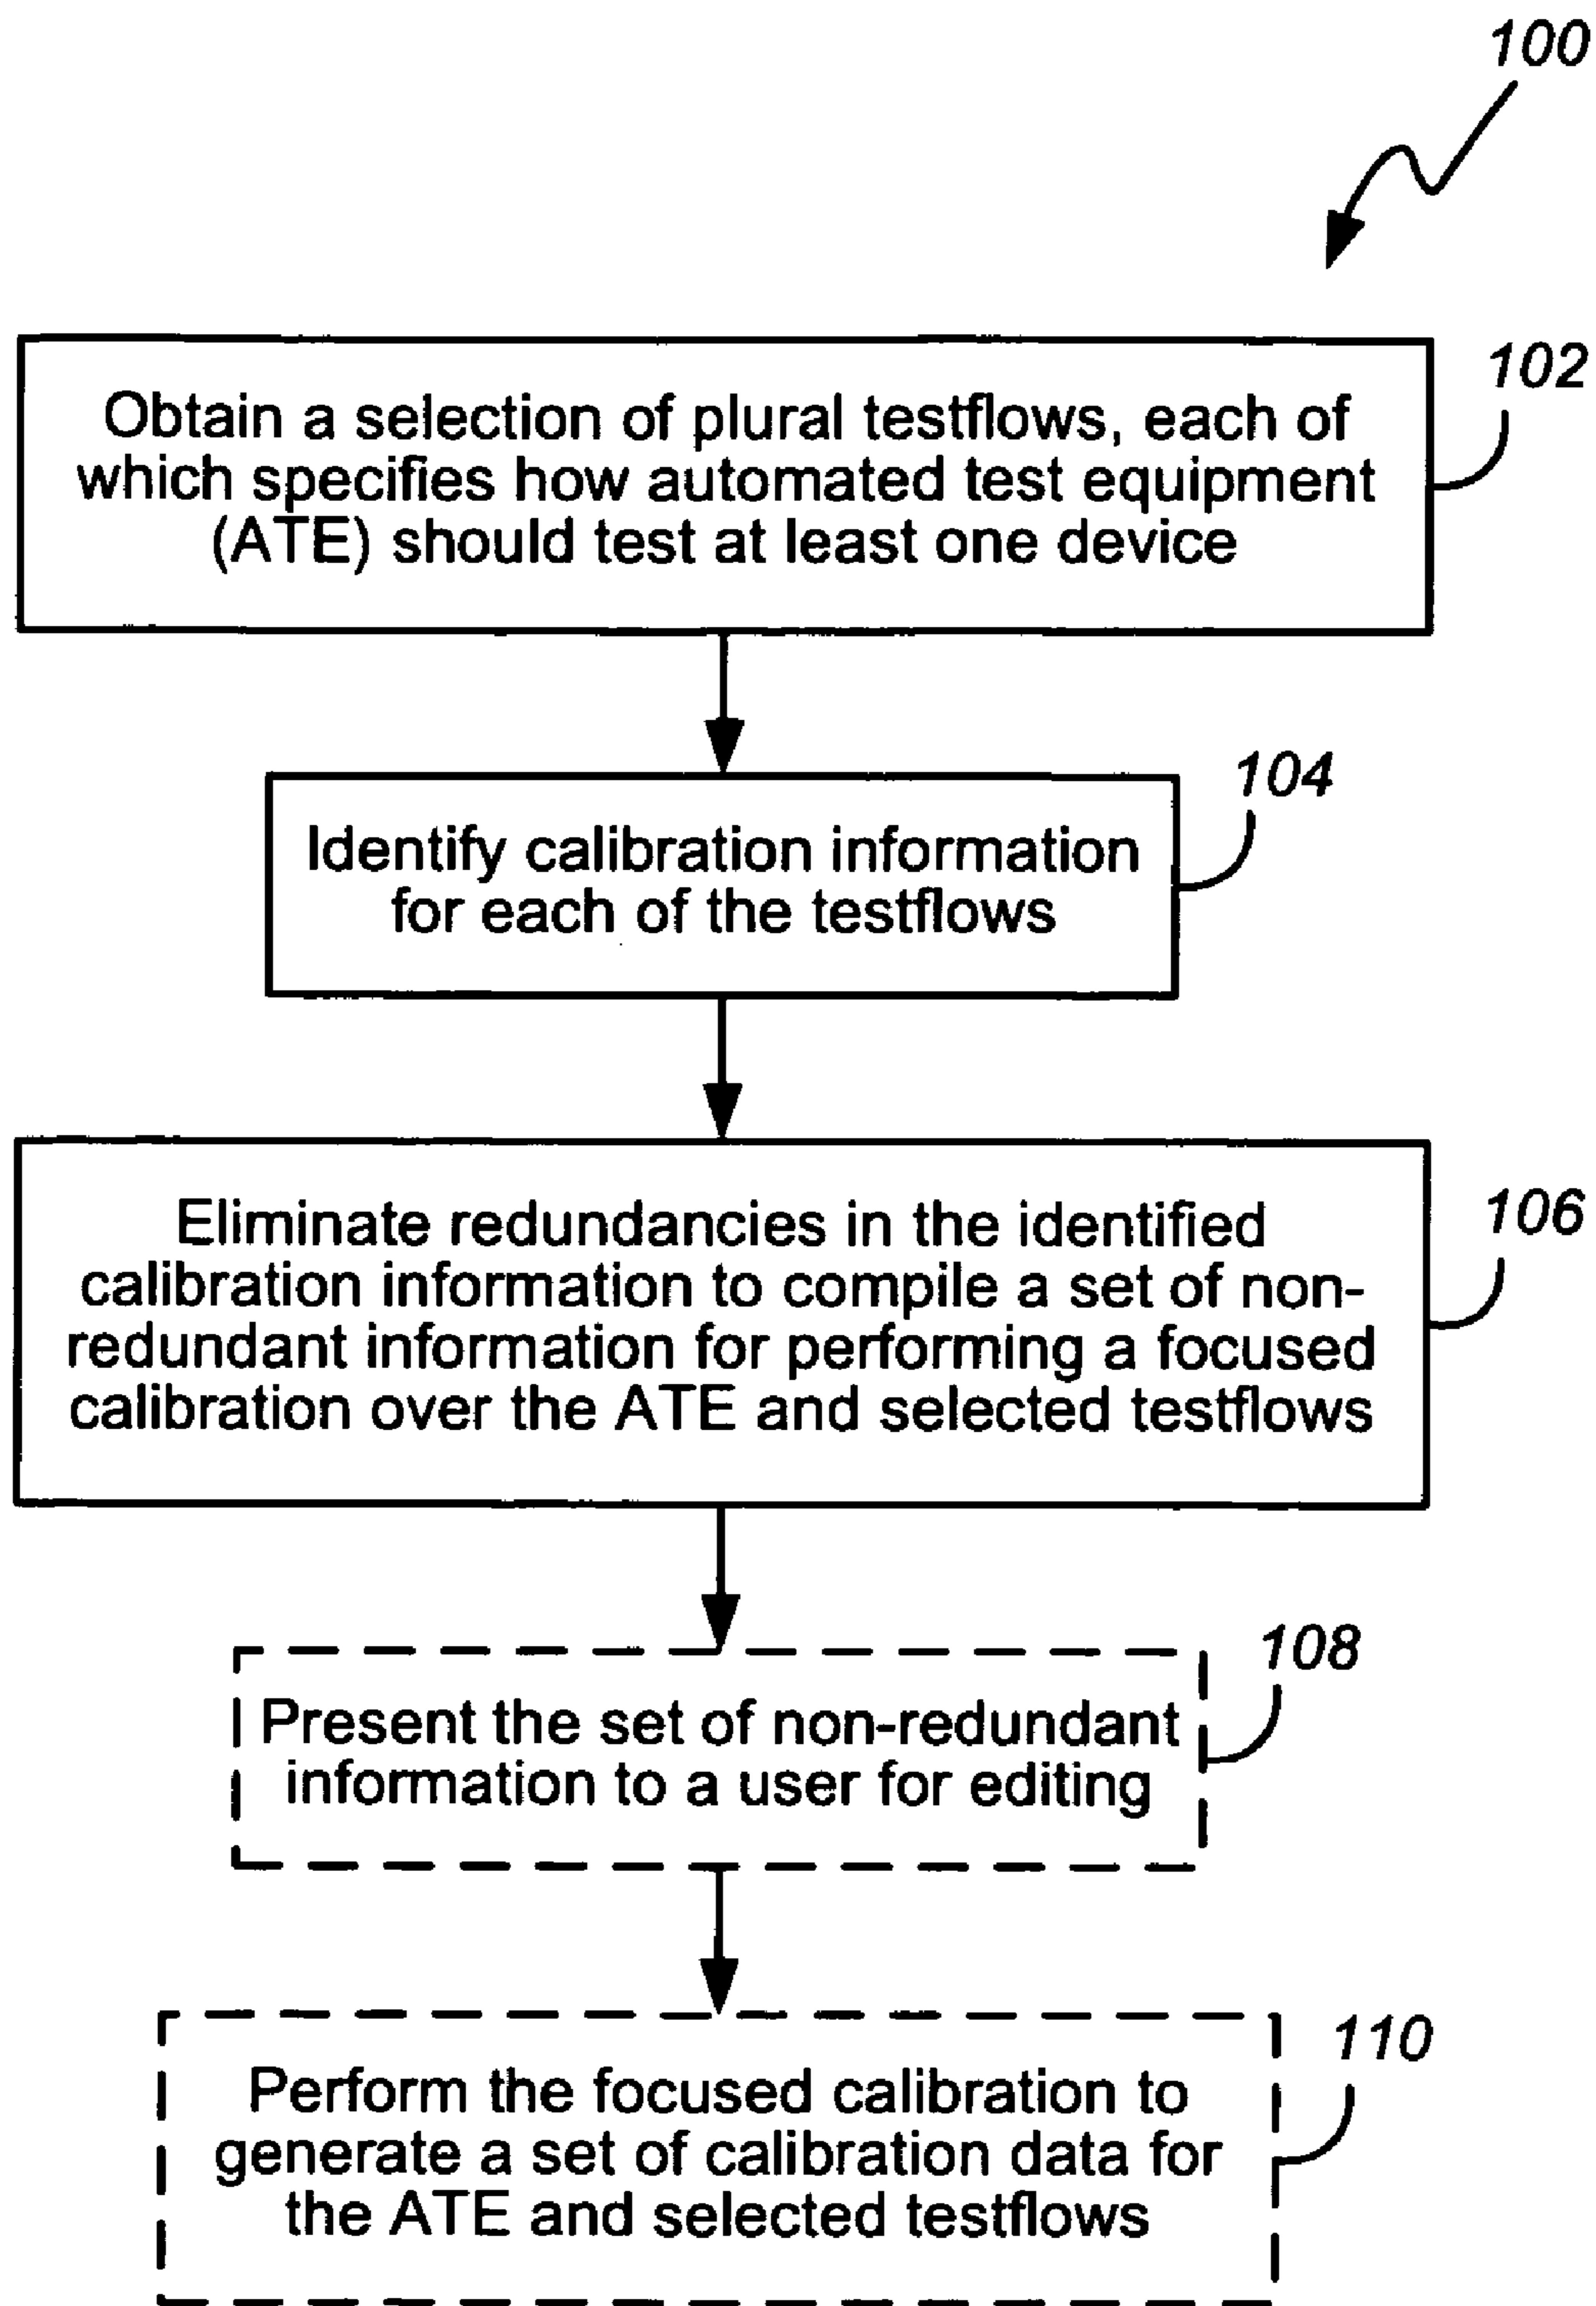 100
102
Obtain a selection of plural testflows, each of
which specifies how automated test equipment
(ATE) should test at least one device
104
Identify calibration information
for each of the testflows
106
Eliminate redundancies in the identified
calibration information to compile a set of non-
redundant information for performing a focused
calibration over the ATE and selected testflows
108
Present the set of non-redundant
information to a user for editing
110
Perform the focused calibration to
generate a set of calibration data for
the ATE and selected testflows